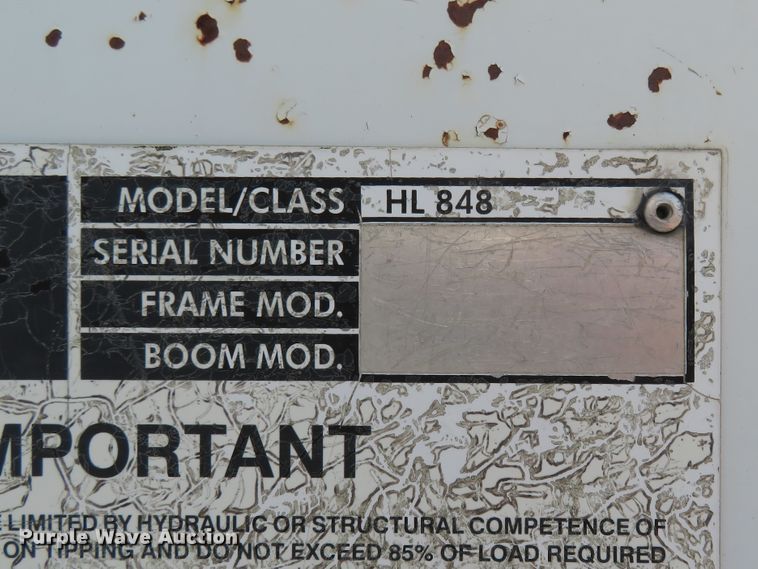 MODEL/CLASS HL 848
SERIAL NUMBER
FRAME MOD.
BOOM MOD.
MPORTANT
E LIMITED BY HYDRAULIC OR STRUCTURAL COMPETENCE OF
ON TIPPING AND DO NOT EXCEED 85% OF LOAD REQUIRED
Purple Wave Auction